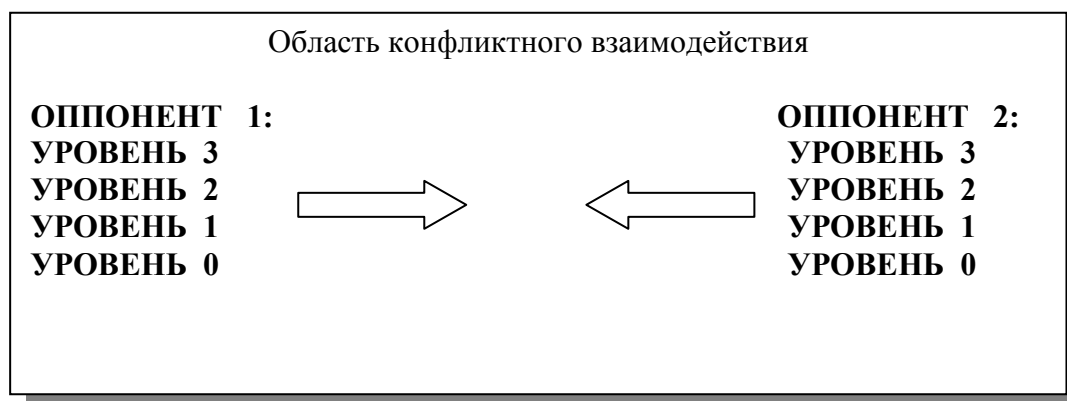 Область конфликтного взаимодействия
ОППОНЕНТ 1: ОППОНЕНТ 2:
УРОВЕНЬ 3 УРОВЕНЬ 3
УРОВЕНЬ 2 УРОВЕНЬ 2
УРОВЕНЬ 1 УРОВЕНЬ 1
УРОВЕНЬ 0 УРОВЕНЬ 0